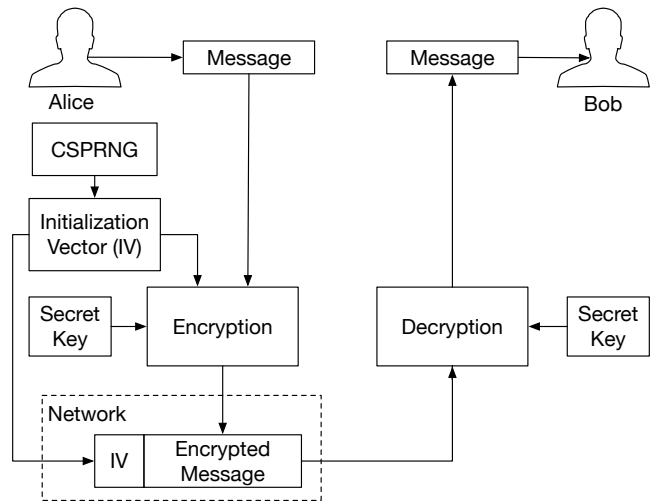 Message
Message
Alice
Bob
CSPRNG
Initialization
Vector (IV)
Secret
Key
Encryption
Decryption
Secret
Key
Network
IV
Encrypted
Message